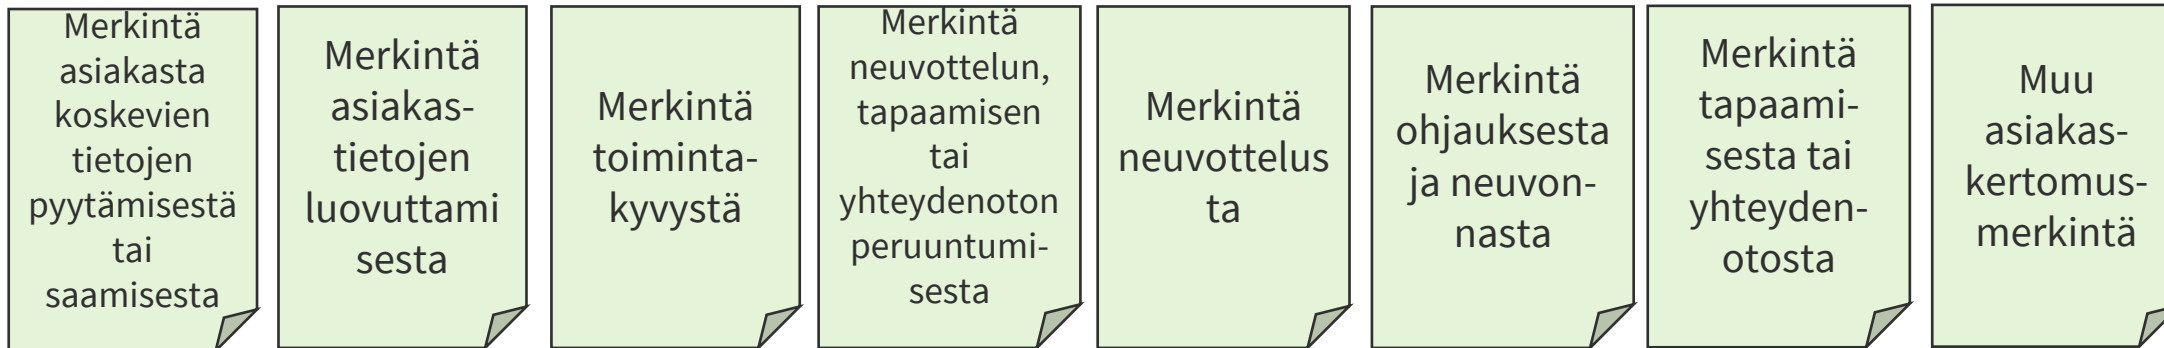 Merkintä
asiakasta
koskevien
tietojen
pyytämisestä
tai
saamisesta
Merkintä
asiakas-
tietojen
luovuttami
sesta
Merkintä
toiminta-
kyvystä
Merkintä
neuvottelun,
tapaamisen
tai
yhteydenoton
peruuntumi-
sesta
Merkintä
neuvottelus
ta
Merkintä
ohjauksesta
ja neuvon-
nasta
Merkintä
tapaami-
sesta tai
yhteyden-
otosta
Muu
asiakas-
kertomus-
merkintä